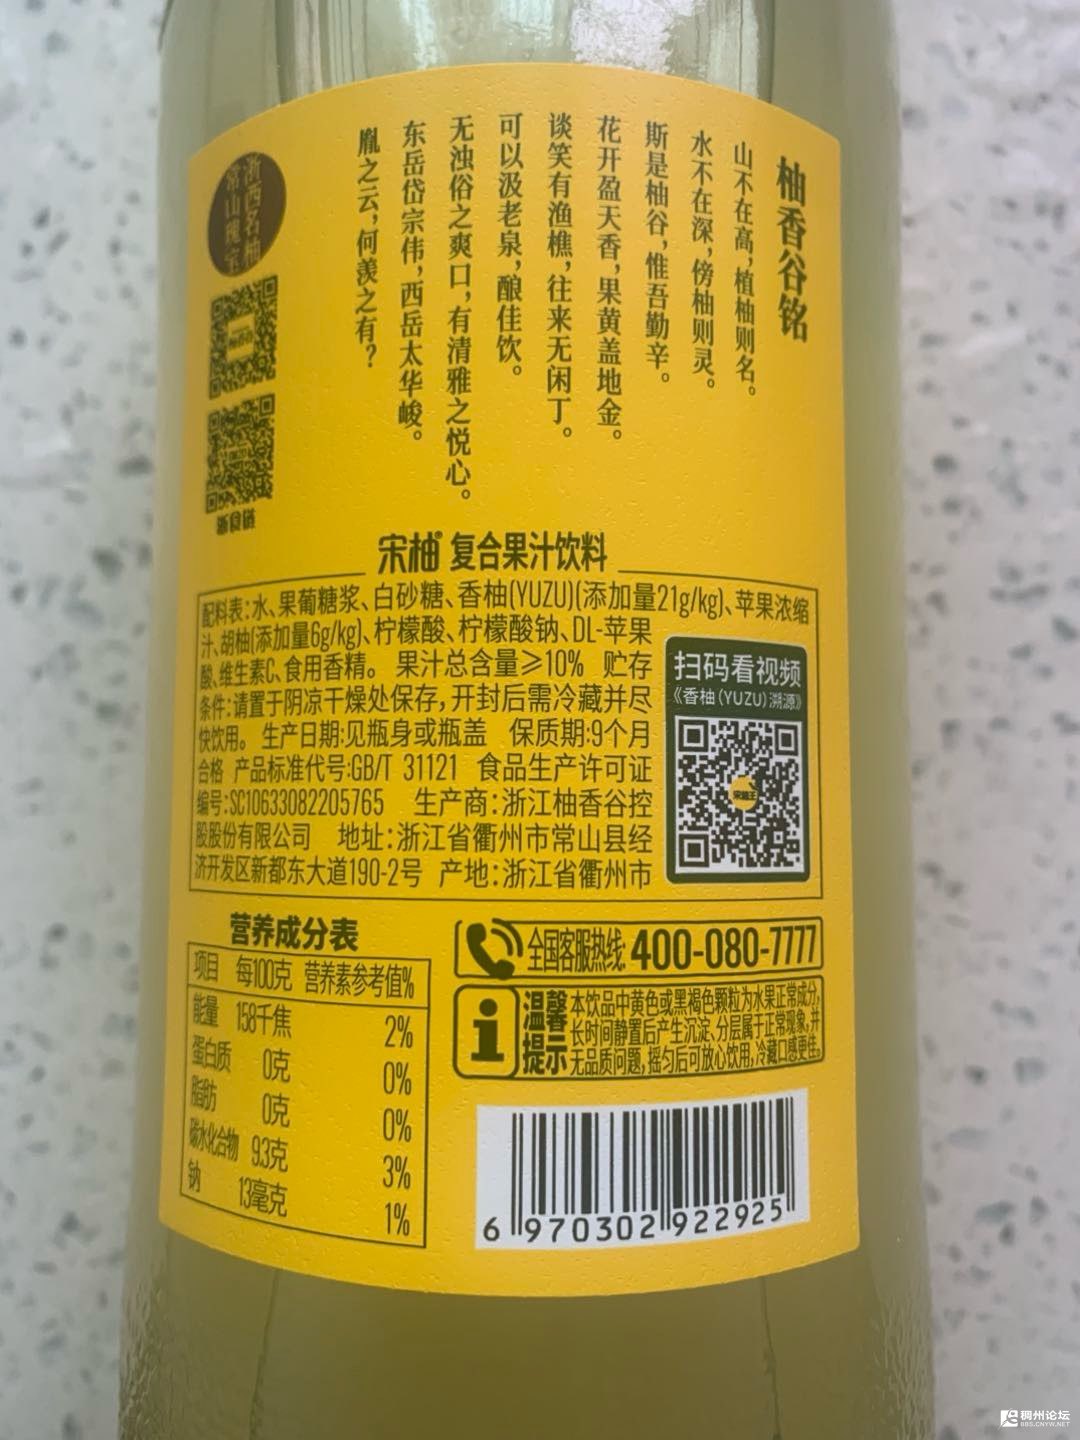 柚香谷铭
山不在高，植柚则名。
水不在深，傍柚则灵。
斯是柚谷，惟吾勤辛。
花开盈天香，果黄盖地金。
谈笑有渔樵，往来无闲丁。
可以汲老泉，酿佳饮。
无浊俗之爽口，有清雅之悦心。
东岳岱宗伟，西岳太华峻。
胤之云，何羡之有？
浙西名柚
常山瑰宝
浙食链
宋柚® 复合果汁饮料
配料表：水、果葡糖浆、白砂糖、香柚(YUZU)(添加量21g/kg)、苹果浓缩
汁、胡柚(添加量6g/kg)、柠檬酸、柠檬酸钠、DL-苹果
酸、维生素C、食用香精。 果汁总含量≥10% 贮存
条件：请置于阴凉干燥处保存，开封后需冷藏并尽
快饮用。 生产日期：见瓶身或瓶盖 保质期：9个月
合格 产品标准代号：GB/T 31121 食品生产许可证
编号：SC10633082205765 生产商：浙江柚香谷控
股股份有限公司 地址：浙江省衢州市常山县经
济开发区新都东大道190-2号 产地：浙江省衢州市
扫码看视频
《香柚(YUZU)溯源》
营养成分表
项目 每100克 营养素参考值%
能量 158千焦 2%
蛋白质 0克 0%
脂肪 0克 0%
碳水化合物 9.3克 3%
钠 13毫克 1%
全国客服热线：400-080-7777
温馨
提示
本饮品中黄色或黑褐色颗粒为水果正常成分，
长时间静置后产生沉淀、分层属于正常现象，并
无品质问题，摇匀后可放心饮用，冷藏口感更佳。
6 970302 922925
稠州论坛
BBS.CNYW.NET